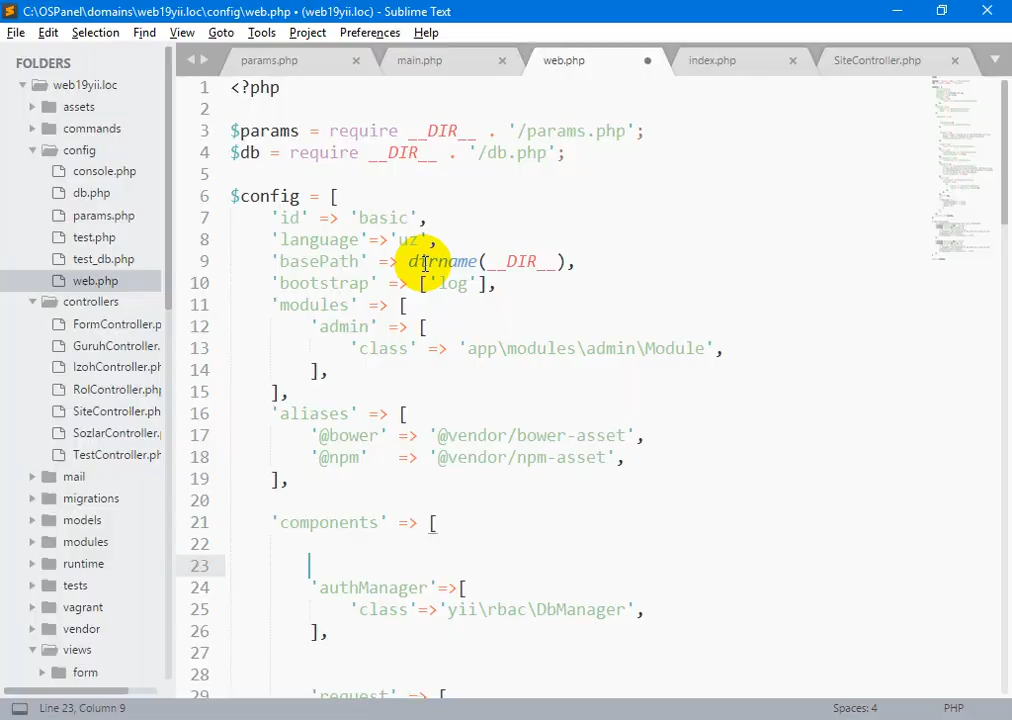 C:\OSPanel\domains\web19yii.loc\config\web.php • (web19yii.loc) - Sublime Text
File Edit Selection Find View Goto Tools Project Preferences Help
FOLDERS
web19yii.loc
assets
commands
config
console.php
db.php
params.php
test.php
test_db.php
web.php
controllers
FormController.p
GuruhController.
IzohController.ph
RolController.php
SiteController.ph
SozlarController.
TestController.ph
mail
migrations
models
modules
runtime
tests
vagrant
vendor
views
form
params.php main.php web.php index.php SiteController.php
1 <?php
2
3 $params = require __DIR__ . '/params.php';
4 $db = require __DIR__ . '/db.php';
5
6 $config = [
7 'id' => 'basic',
8 'language'=>'uz',
9 'basePath' => dirname(__DIR__),
10 'bootstrap' => ['log'],
11 'modules' => [
12 'admin' => [
13 'class' => 'app\modules\admin\Module',
14 ],
15 ],
16 'aliases' => [
17 '@bower' => '@vendor/bower-asset',
18 '@npm'   => '@vendor/npm-asset',
19 ],
20
21 'components' => [
22
23
24 'authManager'=>[
25 'class'=>'yii\rbac\DbManager',
26 ],
27
28
29 'request' => [
Line 23, Column 9 Spaces: 4 PHP